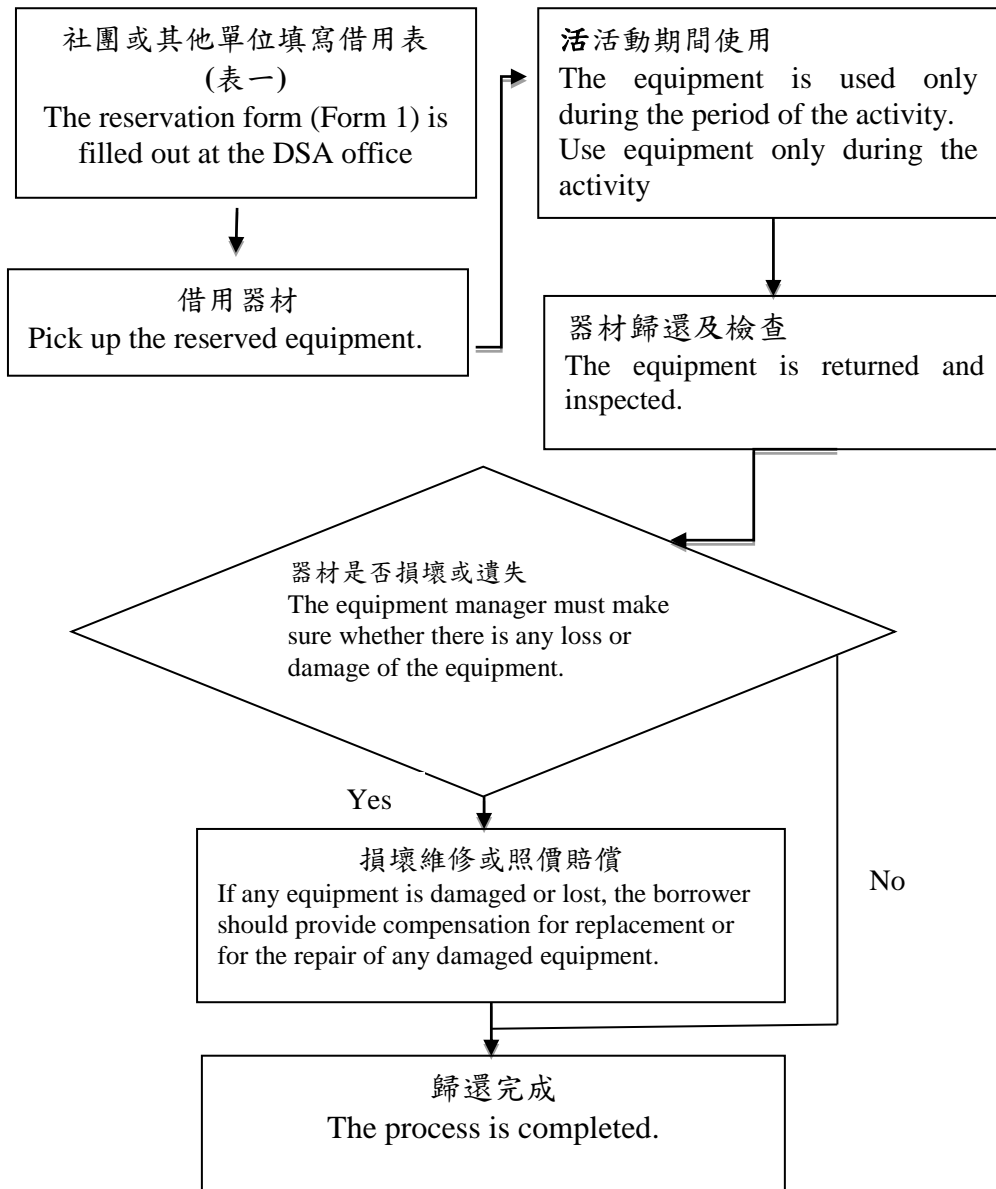 社團或其他單位填寫借用表
(表一)
The reservation form (Form 1) is
filled out at the DSA office
借用器材
Pick up the reserved equipment.
活活動期間使用
The equipment is used only
during the period of the activity.
Use equipment only during the
activity
器材歸還及檢查
The equipment is returned and
inspected.
器材是否損壞或遺失
The equipment manager must make
sure whether there is any loss or
damage of the equipment.
Yes
損壞維修或照價賠償
If any equipment is damaged or lost, the borrower
should provide compensation for replacement or
for the repair of any damaged equipment.
No
歸還完成
The process is completed.